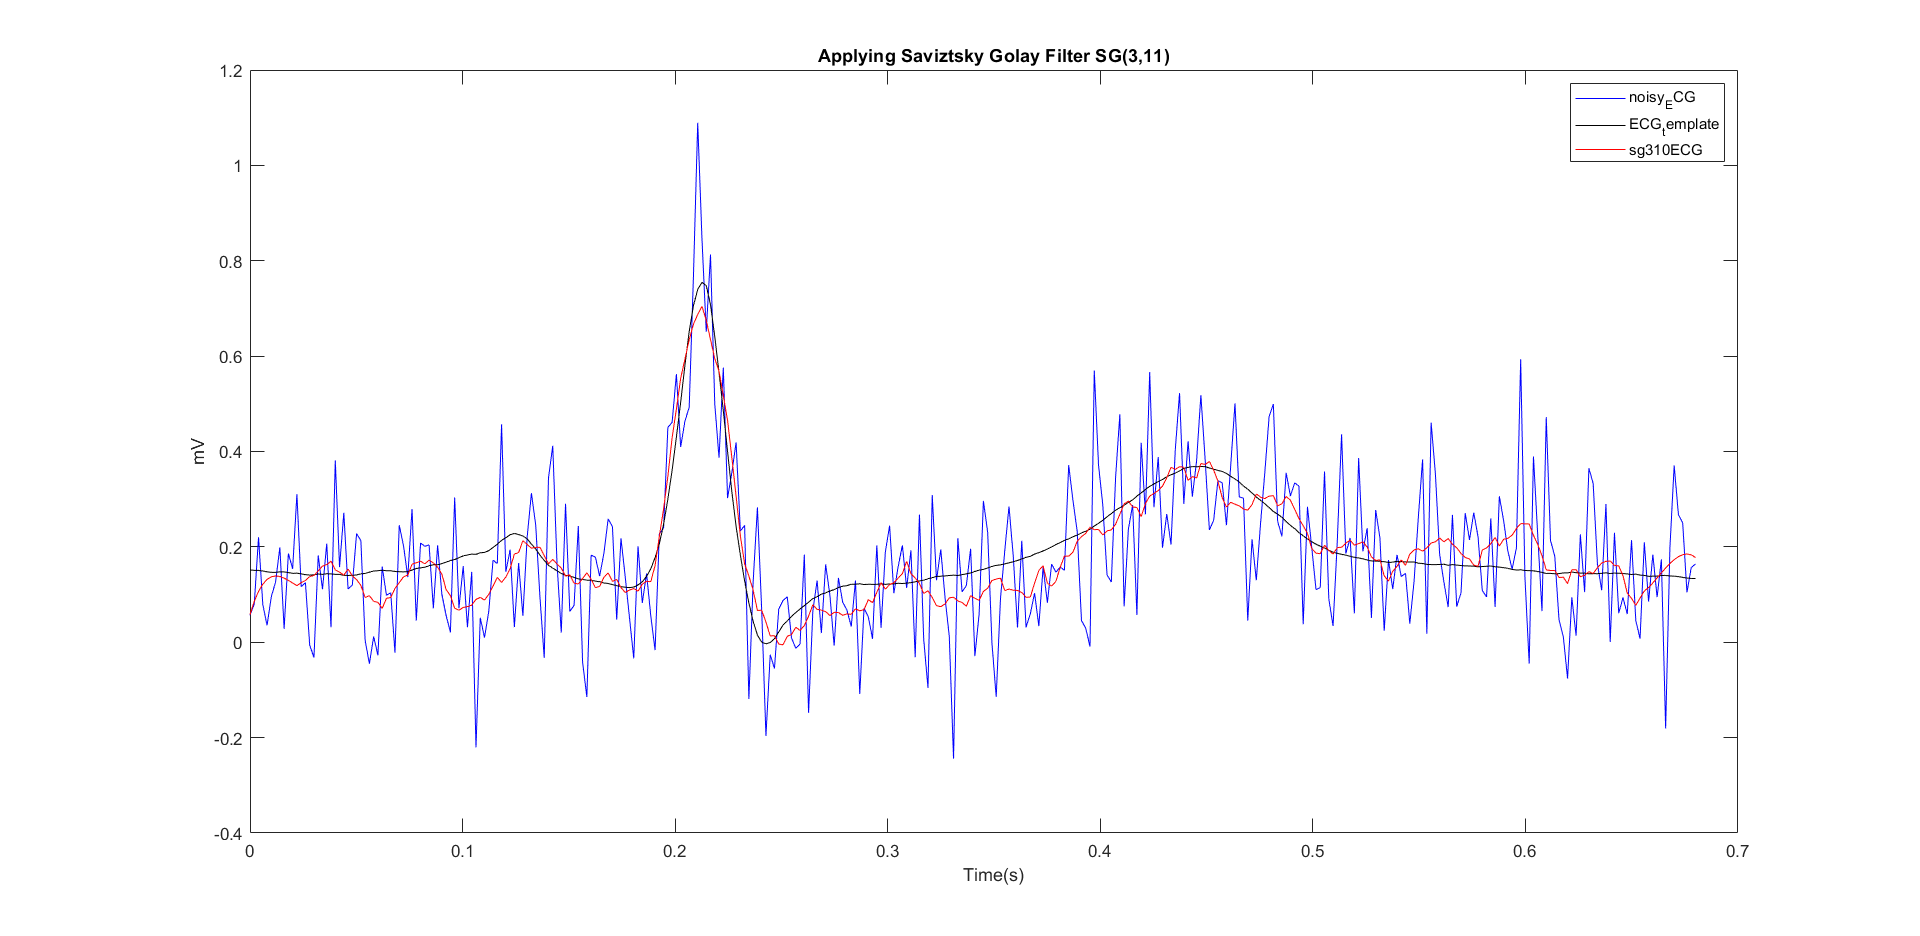 Applying Saviztsky Golay Filter SG(3,11)
noisy_ECG
ECG_template
sg310ECG
1.2
1
0.8
0.6
0.4
0.2
0
-0.2
-0.4
mV
0 0.1 0.2 0.3 0.4 0.5 0.6 0.7
Time(s)